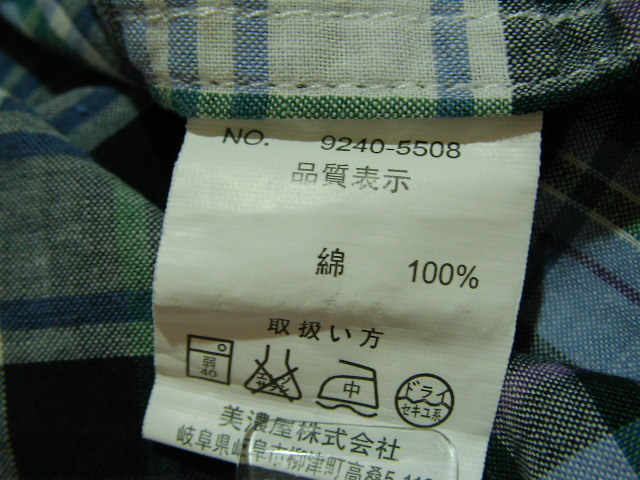 NO. 9240-5508
品質表示
綿 100%
取扱い方
弱
40
中
ドライ
セキユ系
美濃屋株式会社
岐阜県岐阜市柳津町高桑5-11